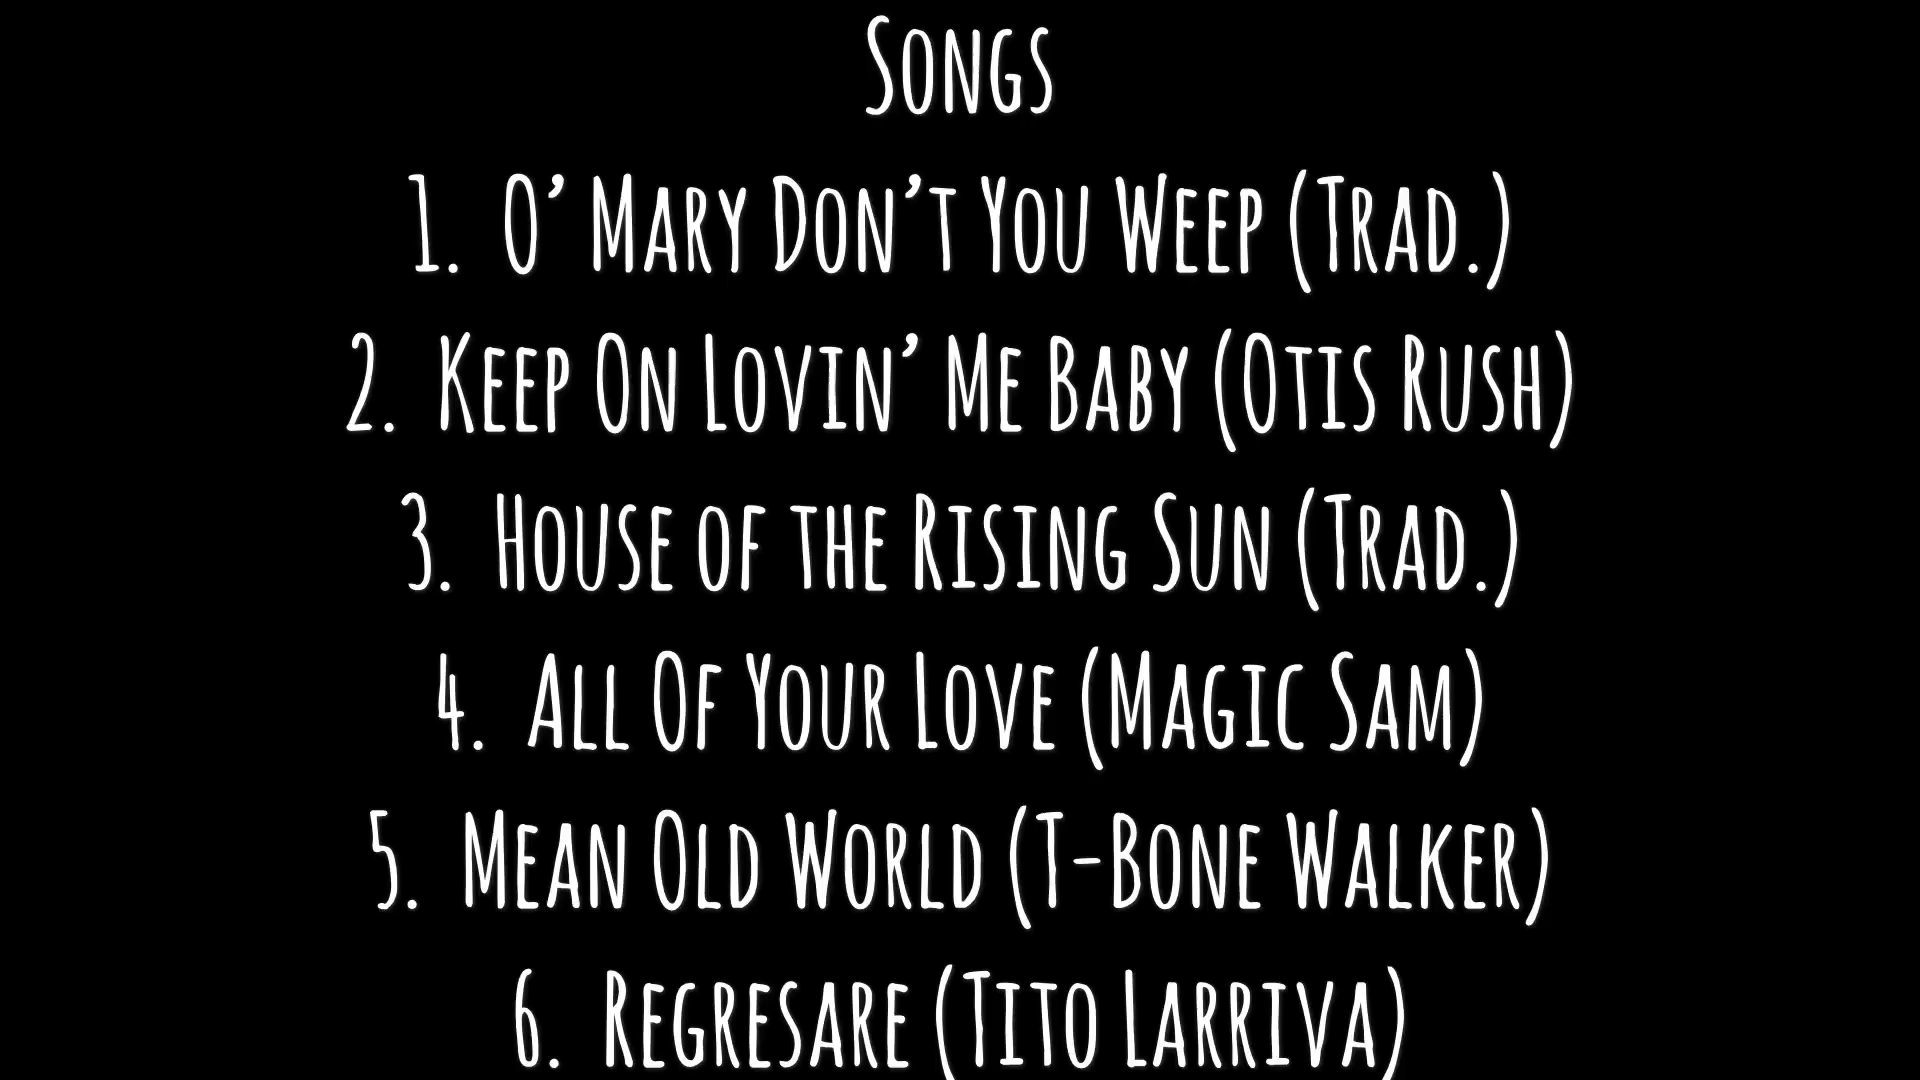 Songs
1. O’ Mary Don’t You Weep (Trad.)
2. Keep On Lovin’ Me Baby (Otis Rush)
3. House of the Rising Sun (Trad.)
4. All Of Your Love (Magic Sam)
5. Mean Old World (T-Bone Walker)
6. Regresare (Tito Larriva)